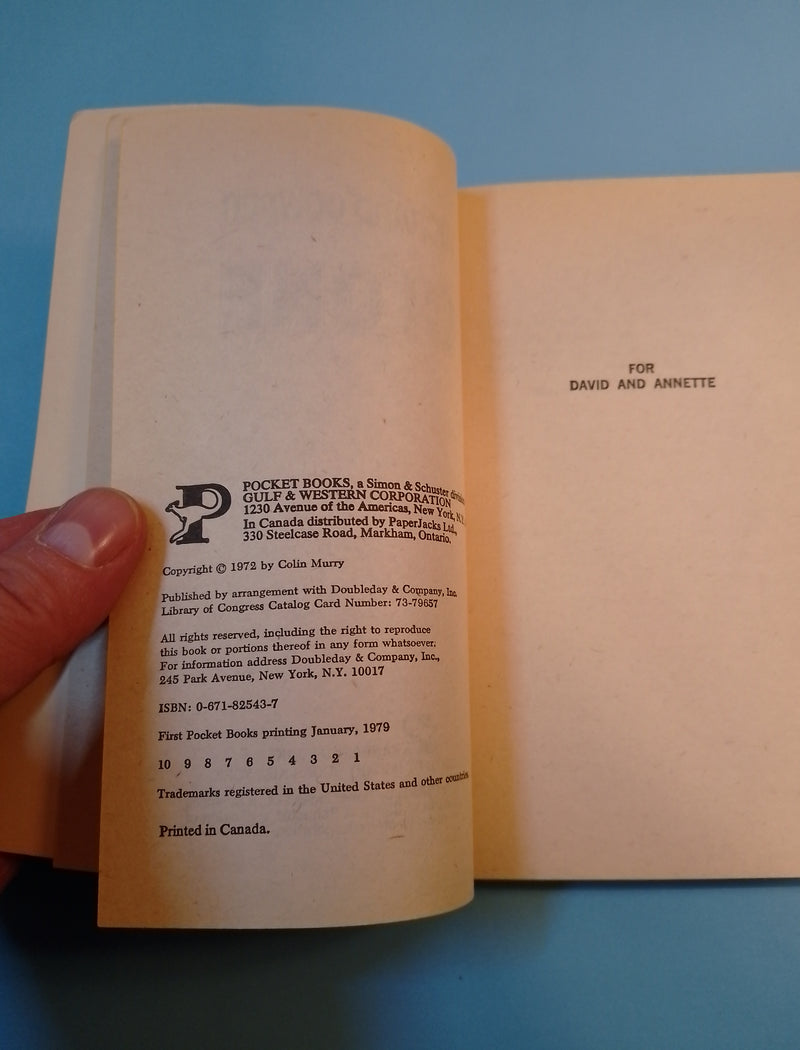 POCKET BOOKS, a Simon & Schuster division
GULF & WESTERN CORPORATION
1230 Avenue of the Americas, New York, N.Y.
In Canada distributed by PaperJacks Ltd.,
330 Steelcase Road, Markham, Ontario.
Copyright © 1972 by Colin Murry
Published by arrangement with Doubleday & Company, Inc.
Library of Congress Catalog Card Number: 73-79657
All rights reserved, including the right to reproduce
this book or portions thereof in any form whatsoever.
For information address Doubleday & Company, Inc.,
245 Park Avenue, New York, N.Y. 10017
ISBN: 0-671-82543-7
First Pocket Books printing January, 1979
10 9 8 7 6 5 4 3 2 1
Trademarks registered in the United States and other countries
Printed in Canada.
FOR
DAVID AND ANNETTE